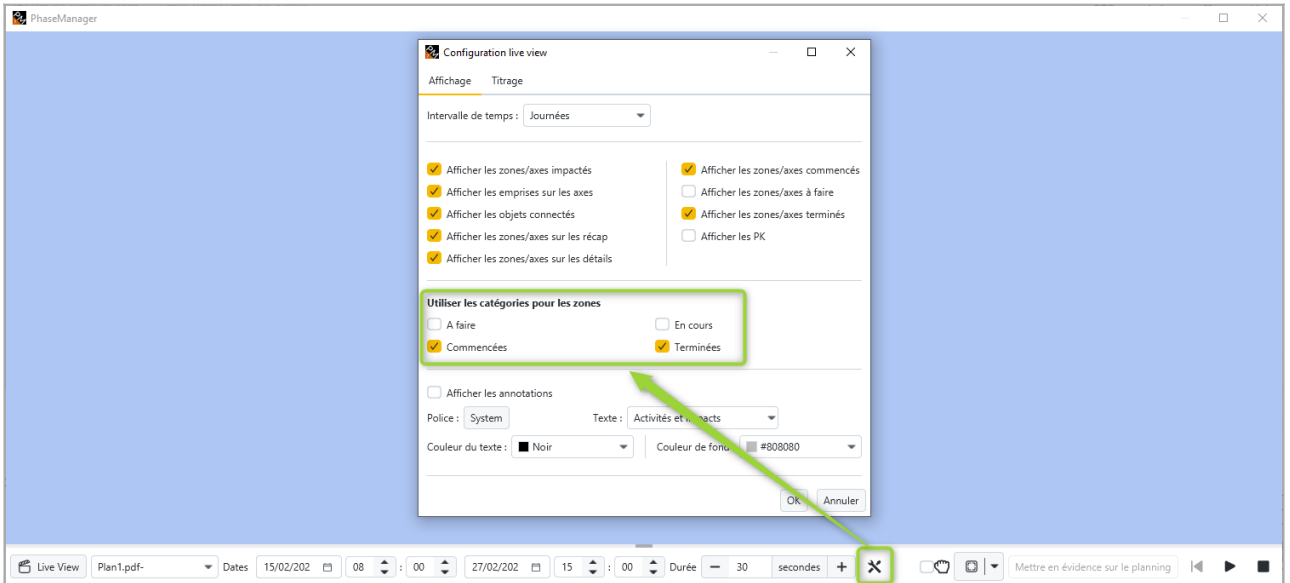 PhaseManager
Configuration live view
Affichage Titrage
Intervalle de temps : Journées
Afficher les zones/axes impactés Afficher les zones/axes commencés
Afficher les emprises sur les axes Afficher les zones/axes à faire
Afficher les objets connectés Afficher les zones/axes terminés
Afficher les zones/axes sur les récap Afficher les PK
Afficher les zones/axes sur les détails
Utiliser les catégories pour les zones
A faire En cours
Commencées Terminées
Afficher les annotations
Police : System Texte : Activités et impacts
Couleur du texte : Noir Couleur de fond #808080
OK Annuler
Live View Plan1.pdf- Dates 15/02/202 08 : 00 27/02/202 15 : 00 Durée — 30 secondes + Mettre en évidence sur le planning